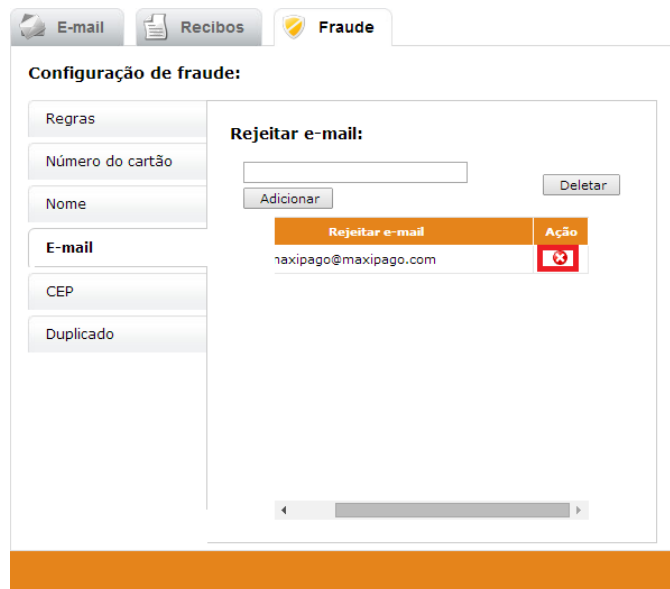 E-mail Recibos Fraude
Configuração de fraude:
Regras
Número do cartão
Nome
E-mail
CEP
Duplicado
Rejeitar e-mail:
Adicionar
Deletar
Rejeitar e-mail Ação
naxipago@maxipago.com